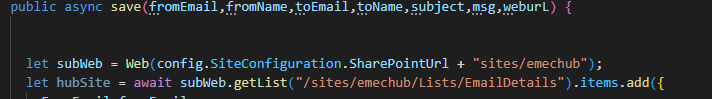 public async save(fromEmail,fromName,toEmail,toName,subject,msg,weburL) {
let subWeb = Web(config.SiteConfiguration.SharePointUrl + "sites/emechub");
let hubSite = await subWeb.getList("/sites/emechub/Lists/EmailDetails").items.add({